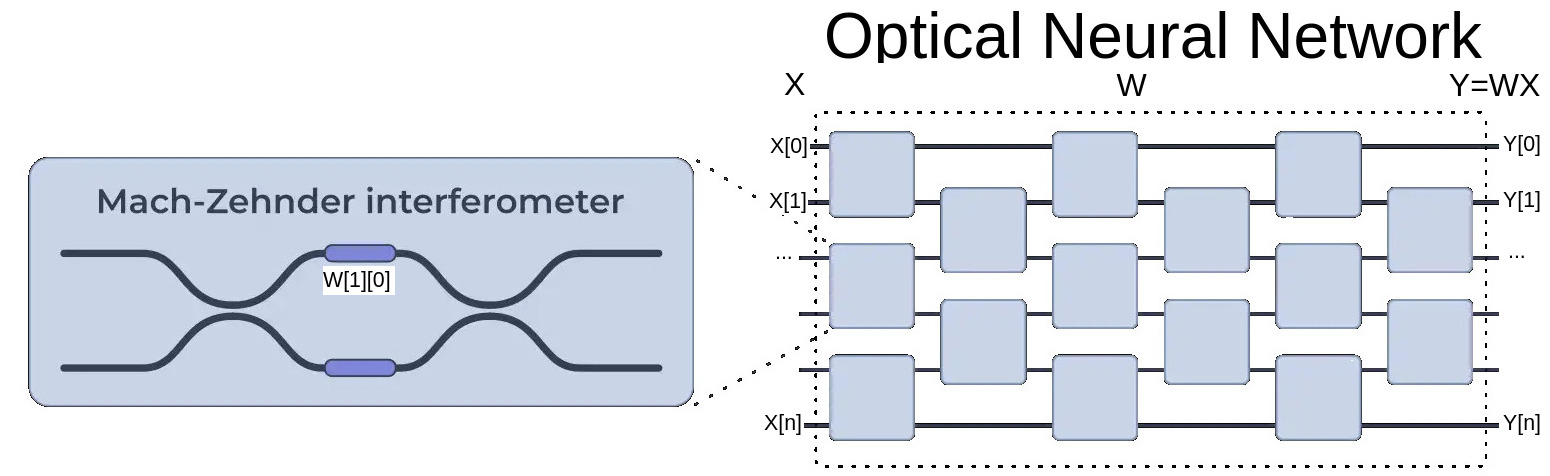 Optical Neural Network
X W Y=WX
Mach-Zehnder interferometer
W[1][0]
X[0] Y[0]
X[1] Y[1]
... ...
X[n] Y[n]